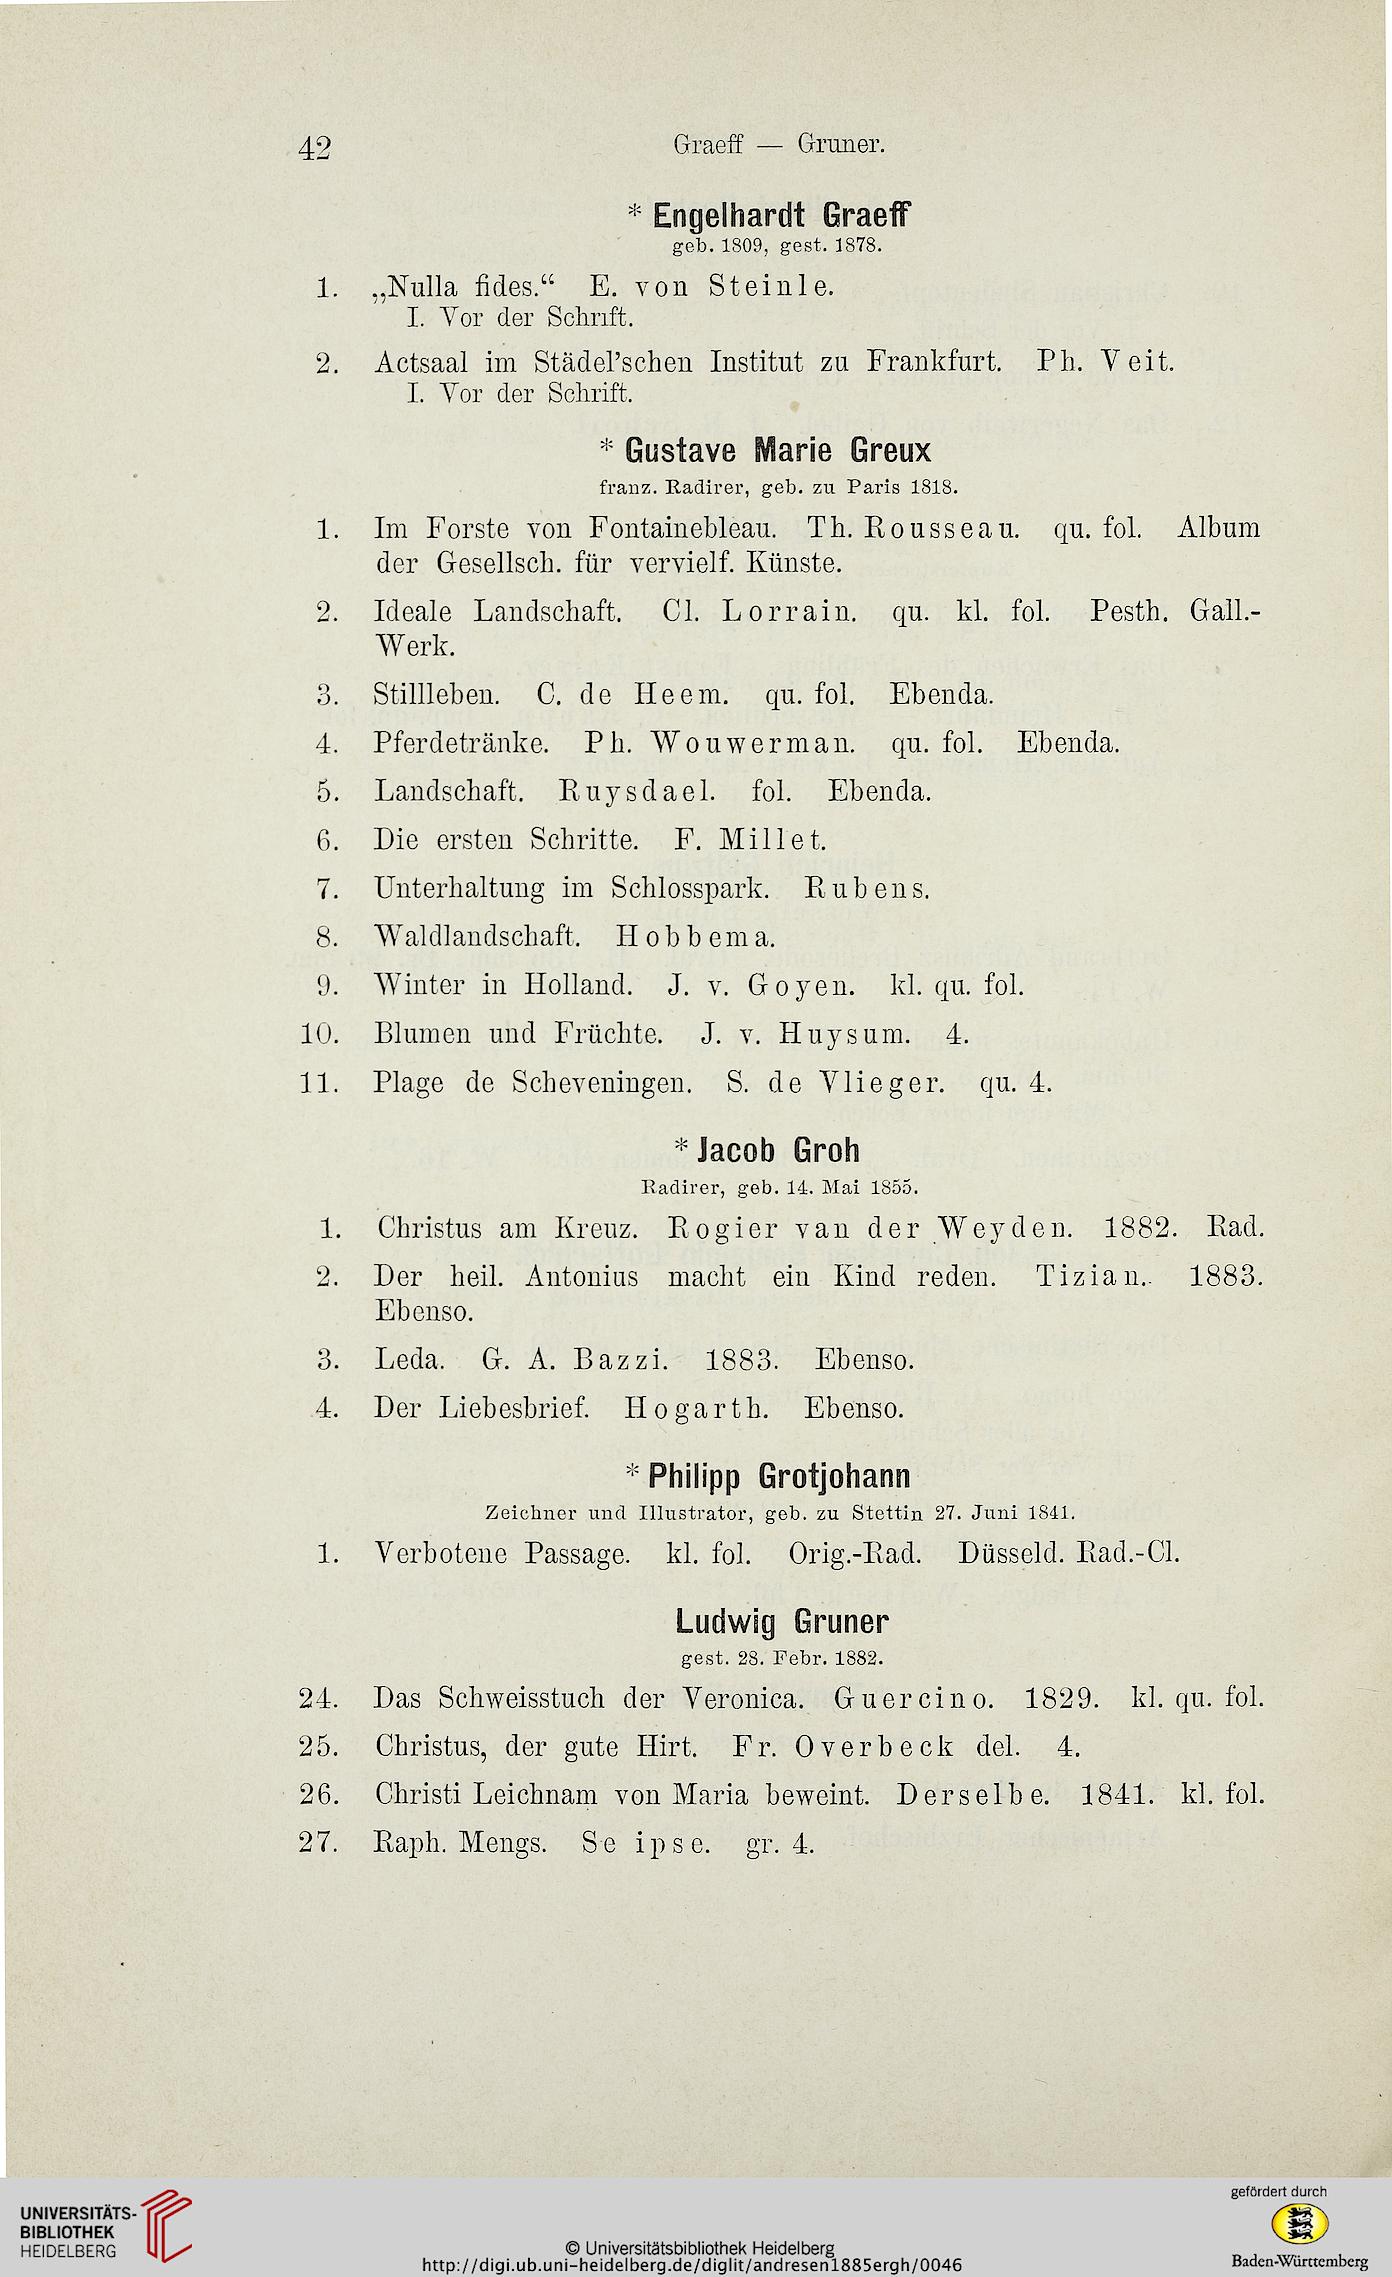 42
Graeff — Gruner.
* Engelhardt Graeff
geb. 1809, gest. 1878.
1. „Nulla fides.“ E. von Steinle.
I. Vor der Schrift.
2. Actsaal im Städel’schen Institut zu Frankfurt. Ph. Veit.
I. Vor der Schrift.
* Gustave Marie Greux
franz. Radirer, geb. zu Paris 1818.
1. Im Forste von Fontainebleau. Th. Rousseau. qu. fol. Album
der Gesellsch. für vervielf. Künste.
2. Ideale Landschaft. Cl. Lorrain. qu. kl. fol. Pesth. Gall.-
Werk.
3. Stillleben. C. de Heem. qu. fol. Ebenda.
4. Pferdetränke. Ph. Wouwerman. qu. fol. Ebenda.
5. Landschaft. Ruysdael. fol. Ebenda.
6. Die ersten Schritte. F. Millet.
7. Unterhaltung im Schlosspark. Rubens.
8. Waldlandschaft. Hobbema.
9. Winter in Holland. J. v. Goyen. kl. qu. fol.
10. Blumen und Früchte. J. v. Huysum. 4.
11. Plage de Scheveningen. S. de Vlieger. qu. 4.
* Jacob Groh
Radirer, geb. 14. Mai 1855.
1. Christus am Kreuz. Rogier van der Weyden. 1882. Rad.
2. Der heil. Antonius macht ein Kind reden. Tizian. 1883.
Ebenso.
3. Leda. G. A. Bazzi. 1883. Ebenso.
4. Der Liebesbrief. Hogarth. Ebenso.
* Philipp Grotjohann
Zeichner und Illustrator, geb. zu Stettin 27. Juni 1841.
1. Verbotene Passage. kl. fol. Orig.-Rad. Düsseld. Rad.-Cl.
Ludwig Gruner
gest. 28. Febr. 1882.
24. Das Schweisstuch der Veronica. Guercino. 1829. kl. qu. fol.
25. Christus, der gute Hirt. Fr. Overbeck del. 4.
26. Christi Leichnam von Maria beweint. Derselbe. 1841. kl. fol.
27. Raph. Mengs. Se ipse. gr. 4.
UNIVERSITÄTS-
BIBLIOTHEK
HEIDELBERG
© Universitätsbibliothek Heidelberg
http://digi.ub.uni-heidelberg.de/diglit/andresen1885ergh/0046
gefördert durch
Baden-Württemberg